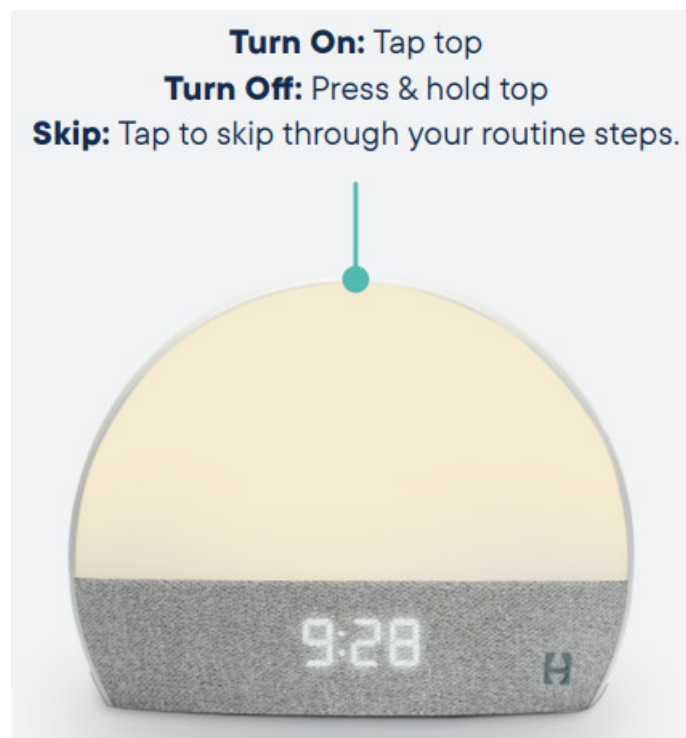 Turn On: Tap top
Turn Off: Press & hold top
Skip: Tap to skip through your routine steps.
9:28
H